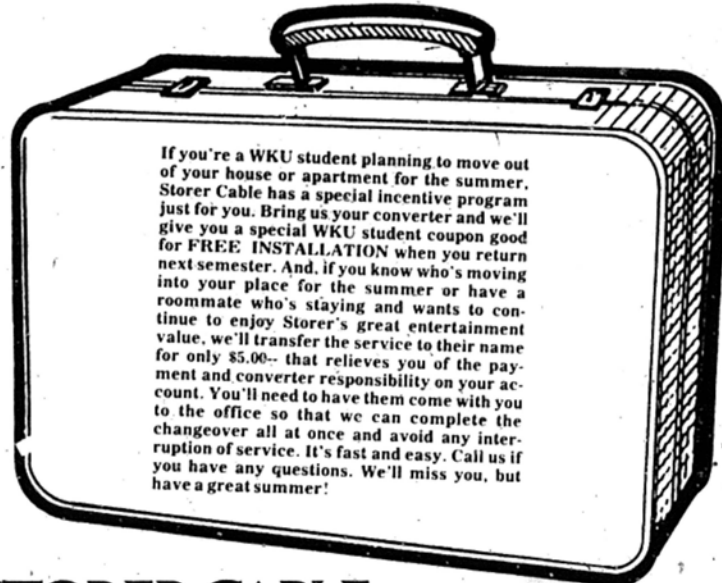 If you're a WKU student planning to move out
of your house or apartment for the summer,
Storer Cable has a special incentive program
just for you. Bring us your converter and we'll
give you a special WKU student coupon good
for FREE INSTALLATION when you return
next semester. And, if you know who's moving
into your place for the summer or have a
roommate who's staying and wants to con-
tinue to enjoy Storer's great entertainment
value, we'll transfer the service to their name
for only $5.00-- that relieves you of the pay-
ment and converter responsibility on your ac-
count. You'll need to have them come with you
to the office so that we can complete the
changeover all at once and avoid any inter-
ruption of service. It's fast and easy. Call us if
you have any questions. We'll miss you, but
have a great summer!